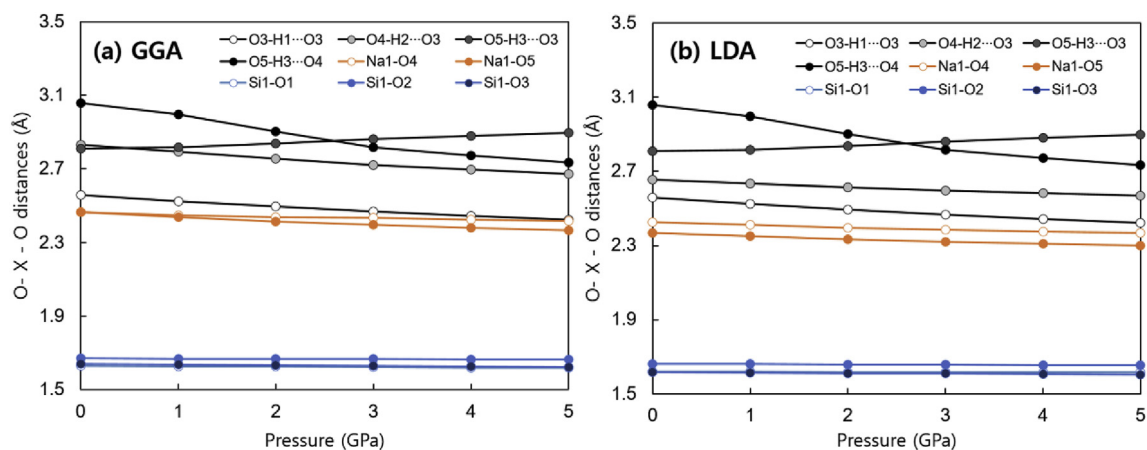 (a) GGA
O3-H1···O3
O4-H2···O3
O5-H3···O3
O5-H3···O4
Na1-O4
Na1-O5
Si1-O1
Si1-O2
Si1-O3
O- X - O distances (Å)
3.5
3.1
2.7
2.3
1.9
1.5
0 1 2 3 4 5
Pressure (GPa)
(b) LDA
O3-H1···O3
O4-H2···O3
O5-H3···O3
O5-H3···O4
Na1-O4
Na1-O5
Si1-O1
Si1-O2
Si1-O3
O- X - O distances (Å)
3.5
3.1
2.7
2.3
1.9
1.5
0 1 2 3 4 5
Pressure (GPa)